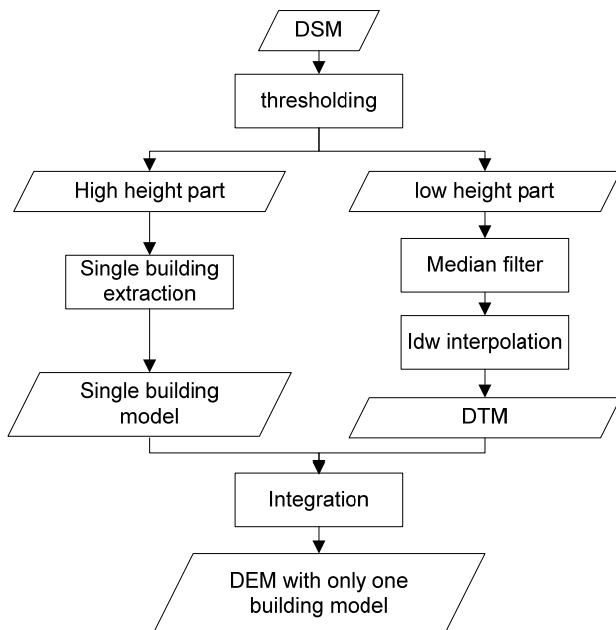 DSM
thresholding
High height part
low height part
Single building
extraction
Median filter
Idw interpolation
Single building
model
DTM
Integration
DEM with only one
building model